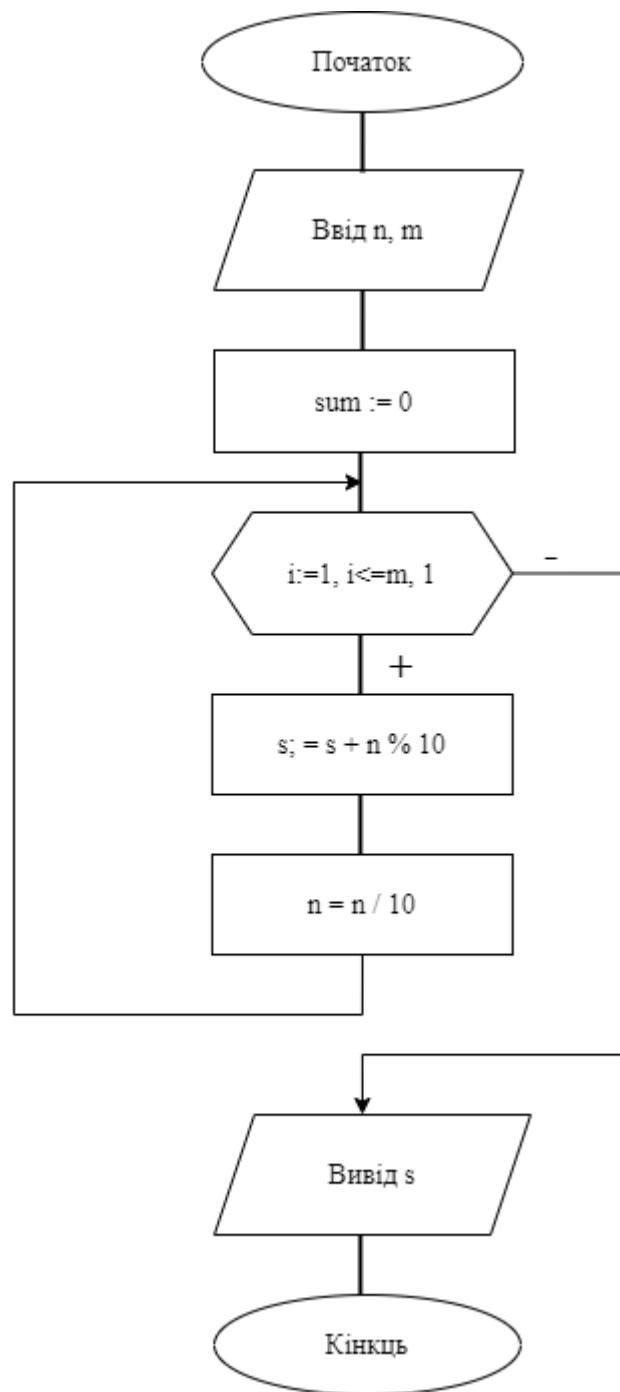 Початок
Ввід n, m
sum := 0
i:=1, i<=m, 1
–
+
s; = s + n % 10
n = n / 10
Вивід s
Кінкць